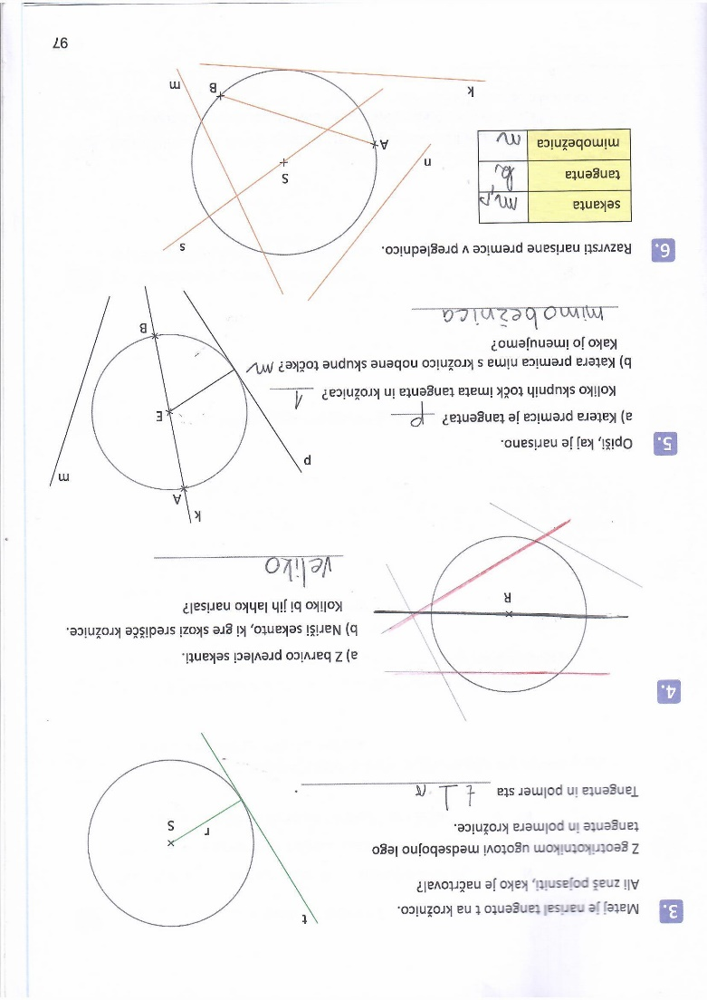 3.
Matej je narisal tangento t na krožnico.
Ali znaš pojasniti, kako je načrtoval?
Z geotrikotnikom ugotovi medsebojno lego
tangente in polmera krožnice.
Tangenta in polmer sta t ⊥ r.
t
r
S
4.
a) Z barvico prevleci sekanti.
b) Nariši sekanto, ki gre skozi središče krožnice.
Koliko bi jih lahko narisal?
veliko
R
5.
Opiši, kaj je narisano.
a) Katera premica je tangenta? p
Koliko skupnih točk imata tangenta in krožnica? 1
b) Katera premica nima s krožnico nobene skupne točke? m
Kako jo imenujemo?
mimobežnica
k
A
p
m
E
B
6.
Razvrsti narisane premice v preglednico.
sekanta
tangenta
mimobežnica
s
n
S
A
B
k
m
97